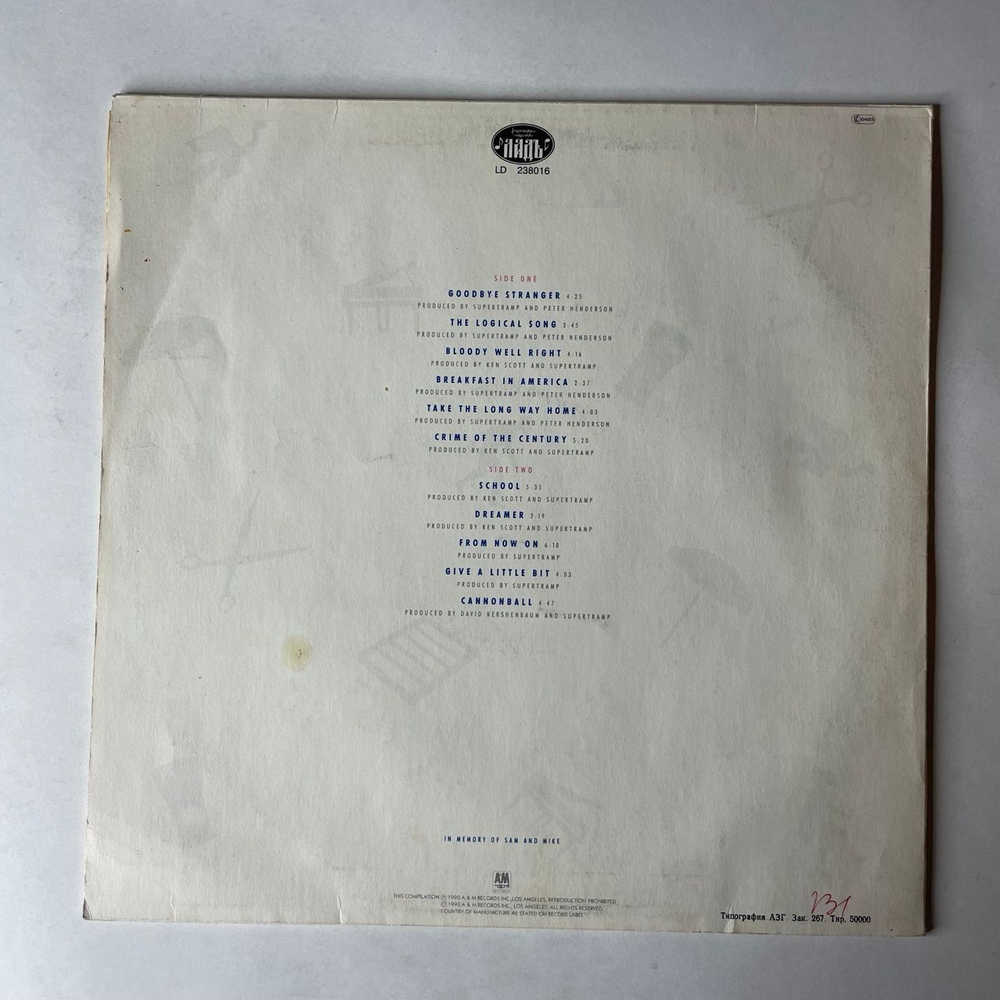 ЛАДЪ
LD 238016
SIDE ONE
GOODBYE STRANGER 4·25
PRODUCED BY SUPERTRAMP AND PETER HENDERSON
THE LOGICAL SONG 3·45
PRODUCED BY SUPERTRAMP AND PETER HENDERSON
BLOODY WELL RIGHT 4·16
PRODUCED BY KEN SCOTT AND SUPERTRAMP
BREAKFAST IN AMERICA 2·37
PRODUCED BY SUPERTRAMP AND PETER HENDERSON
TAKE THE LONG WAY HOME 4·03
PRODUCED BY SUPERTRAMP AND PETER HENDERSON
CRIME OF THE CENTURY 5·20
PRODUCED BY KEN SCOTT AND SUPERTRAMP
SIDE TWO
SCHOOL 5·35
PRODUCED BY KEN SCOTT AND SUPERTRAMP
DREAMER 3·19
PRODUCED BY KEN SCOTT AND SUPERTRAMP
FROM NOW ON 6·10
PRODUCED BY SUPERTRAMP
GIVE A LITTLE BIT 4·03
PRODUCED BY SUPERTRAMP
CANNONBALL 4·47
PRODUCED BY DAVID KERSHENBAUM AND SUPERTRAMP
IN MEMORY OF SAM AND MIKE
A&M
THIS COMPILATION ℗ 1990 A & M RECORDS INC., LOS ANGELES, REPRODUCTION PROHIBITED
© 1990 A & M RECORDS INC., LOS ANGELES, ALL RIGHTS RESERVED
COUNTRY OF MANUFACTURE AS STATED ON RECORD LABEL
Типография АЗГ. Зак. 267. Тир. 50000